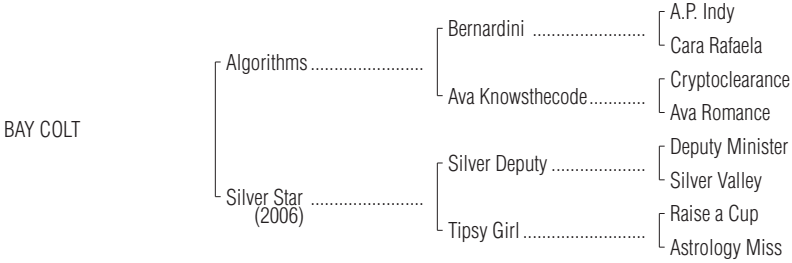 A.P. Indy
Bernardini ........................
Cara Rafaela
Algorithms ........................
Cryptoclearance
Ava Knowsthecode ............
Ava Romance
BAY COLT
Deputy Minister
Silver Deputy ....................
Silver Valley
Silver Star ........................
(2006)
Raise a Cup
Tipsy Girl ..........................
Astrology Miss